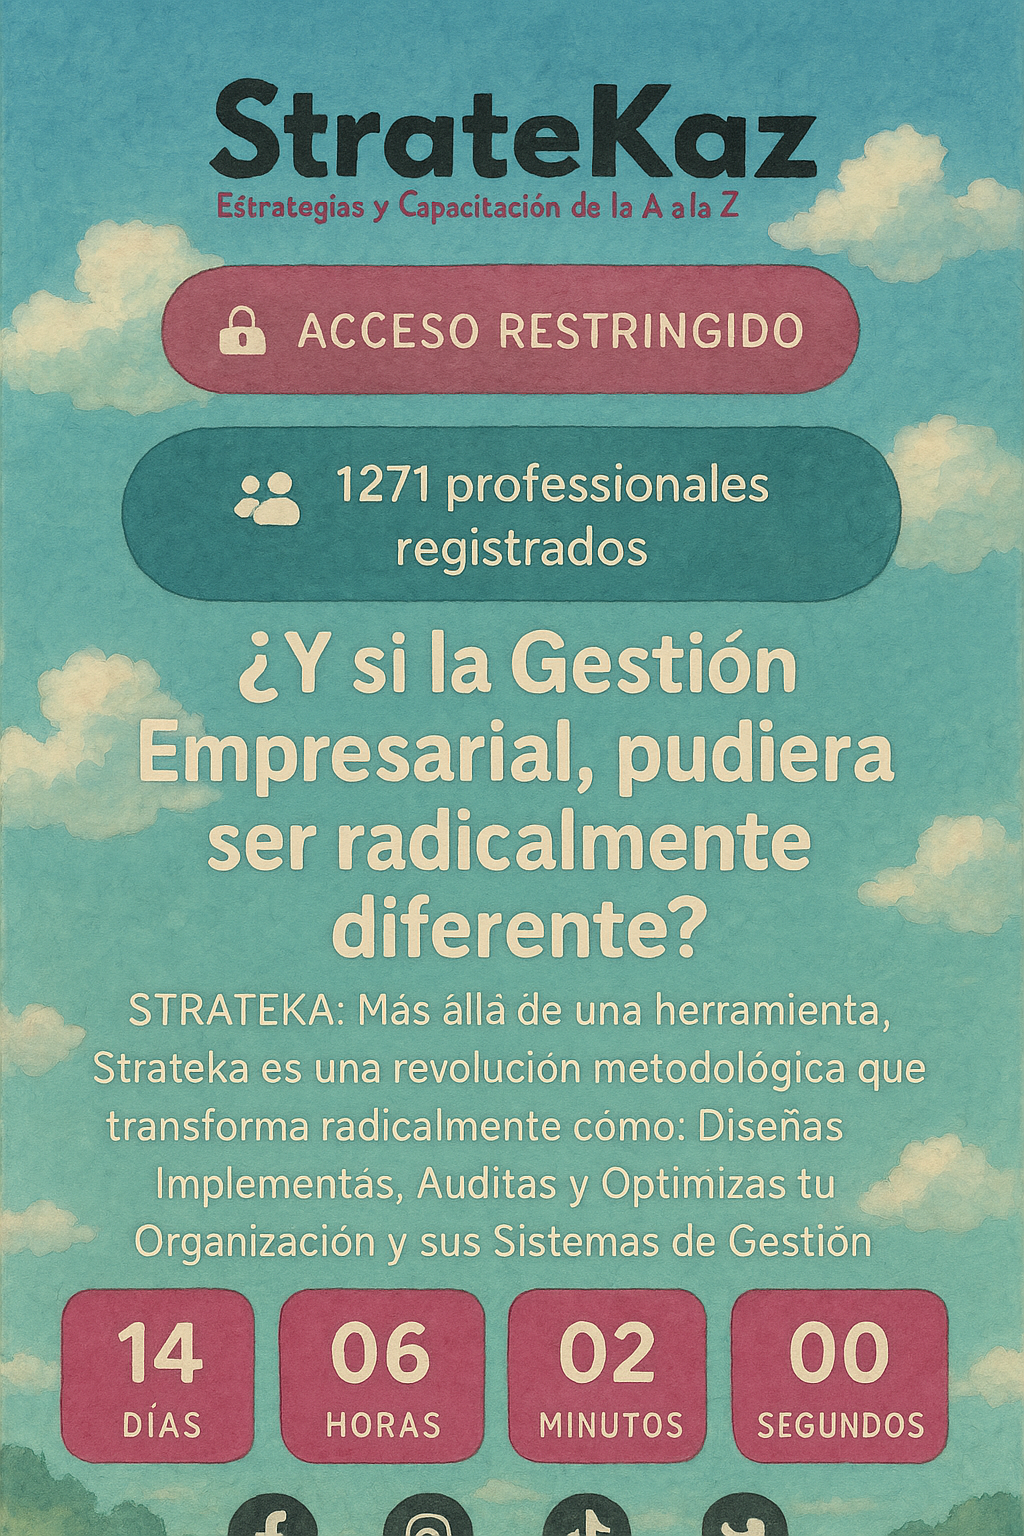 StrateKaz
Estrategias y Capacitación de la A a la Z
ACCESO RESTRINGIDO
1271 professionales
registrados
¿Y si la Gestión
Empresarial, pudiera
ser radicalmente
diferente?
STRATEKA: Más állà de una herramienta,
Strateka es una revolución metodológica que
transforma radicalmente cómo: Diseñas
Implementás, Auditas y Optimizas tu
Organización y sus Sistemas de Gestiőn
14
DÍAS
06
HORAS
02
MINUTOS
00
SEGUNDOS